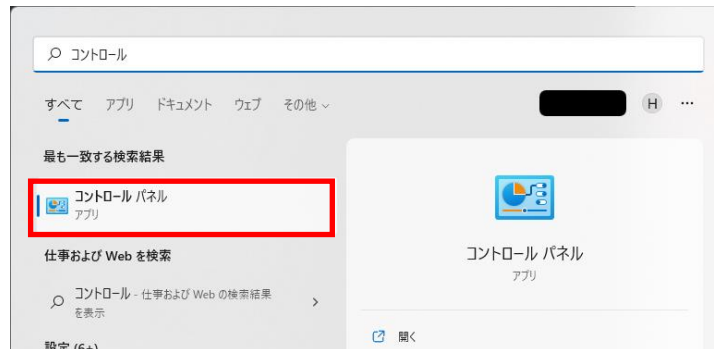 コントロール
すべて アプリ ドキュメント ウェブ その他
H ...
最も一致する検索結果
コントロール パネル
アプリ
仕事および Web を検索
コントロール - 仕事および Web の検索結果
を表示
設定 (6+)
コントロール パネル
アプリ
開く